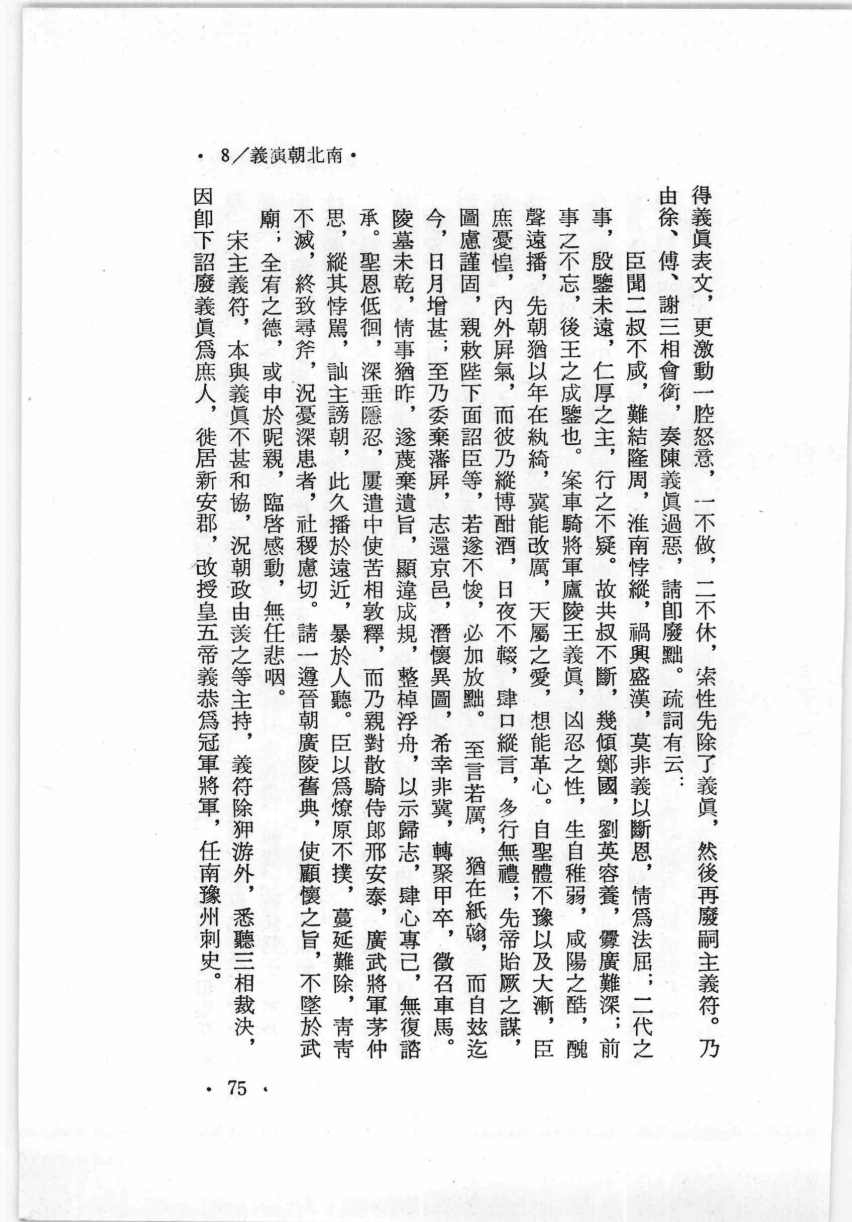 ・南北朝演義／8・
得義眞表文，更激動一腔怒意，一不做，二不休，索性先除了義眞，然後再廢嗣主義符。乃
由徐、傅、謝三相會銜，奏陳義眞過惡，請卽廢黜。疏詞有云：
臣聞二叔不咸，難結隆周，淮南悖縱，禍興盛漢，莫非義以斷恩，情爲法屈；二代之
事，殷鑒未遠，仁厚之主，行之不疑。故共叔不斷，幾傾鄭國，劉英容養，釁廣難深；前
事之不忘，後王之成鑒也。案車騎將軍廬陵王義眞，凶忍之性，生自稚弱，咸陽之酷，醜
聲遠播，先朝猶以年在紈綺，冀能改厲，天屬之愛，想能革心。自聖體不豫以及大漸，臣
庶憂惶，內外屏氣，而彼乃縱博酣酒，日夜不輟，肆口縱言，多行無禮；先帝貽厥之謀，
圖慮謹固，親敕陛下面詔臣等，若遂不悛，必加放黜。至言若厲，猶在紙翰，而自玆迄
今，日月增甚；至乃委棄藩屏，志還京邑，潛懷異圖，希幸非冀，轉聚甲卒，徵召車馬。
陵墓未乾，情事猶昨，遂蔑棄遺旨，顯違成規，整棹浮舟，以示歸志，肆心專己，無復諮
承。聖恩低徊，深垂隱忍，屢遣中使苦相敦釋，而乃親對散騎侍郎邢安泰，廣武將軍茅仲
思，縱其悖罵，訕主謗朝，此久播於遠近，暴於人聽。臣以爲燎原不撲，蔓延難除，青青
不滅，終致尋斧，況憂深患者，社稷慮切。請一遵晉朝廣陵舊典，使顧懷之旨，不墜於武
廟；全宥之德，或申於昵親，臨啓感動，無任悲咽。
宋主義符，本與義眞不甚和協，況朝政由羨之等主持，義符除狎游外，悉聽三相裁決，
因卽下詔廢義眞爲庶人，徙居新安郡，改授皇五帝義恭爲冠軍將軍，任南豫州刺史。
・75・